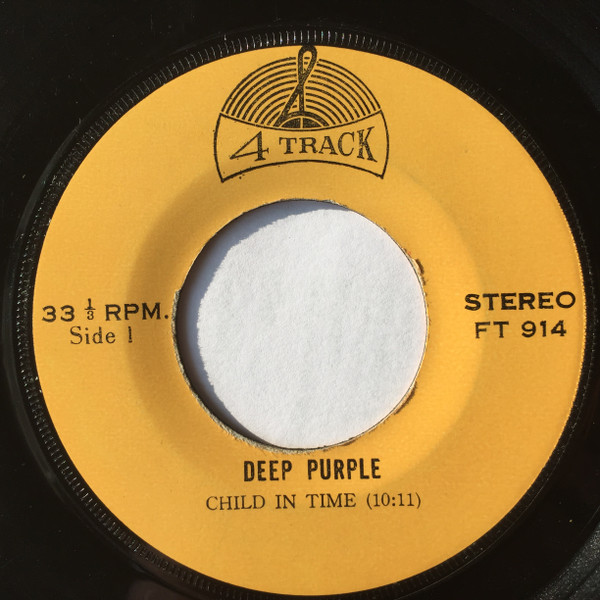 4 TRACK
33 1/3 RPM.
Side 1
STEREO
FT 914
DEEP PURPLE
CHILD IN TIME (10:11)